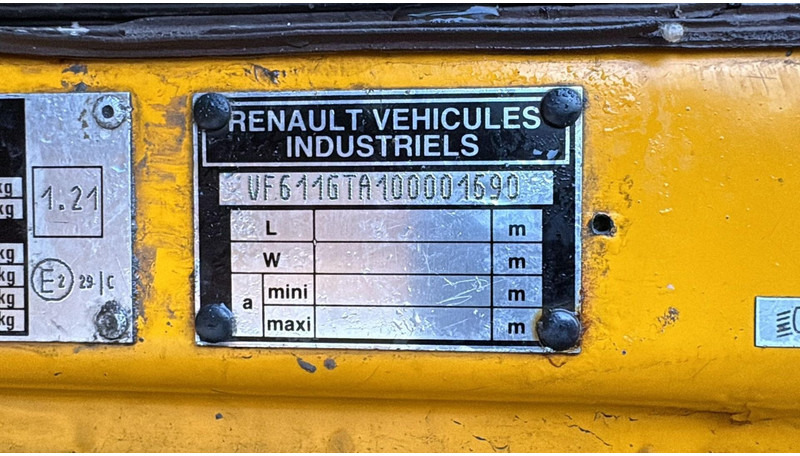 kg
kg
kg
kg
kg
kg
1.21
E2 29|C
RENAULT VEHICULES
INDUSTRIELS
VF611GTA100001690
L m
W m
a mini m
maxi m